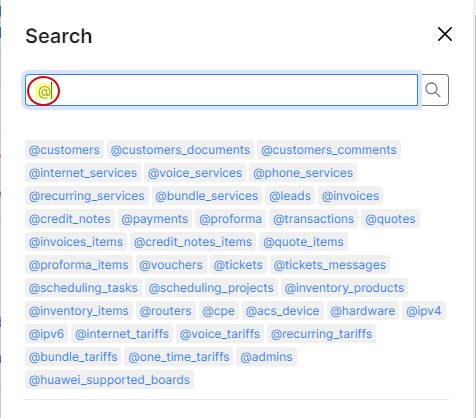 Search
@
@customers @customers_documents @customers_comments
@internet_services @voice_services @phone_services
@recurring_services @bundle_services @leads @invoices
@credit_notes @payments @proforma @transactions @quotes
@invoices_items @credit_notes_items @quote_items
@proforma_items @vouchers @tickets @tickets_messages
@scheduling_tasks @scheduling_projects @inventory_products
@inventory_items @routers @cpe @acs_device @hardware @ipv4
@ipv6 @internet_tariffs @voice_tariffs @recurring_tariffs
@bundle_tariffs @one_time_tariffs @admins
@huawei_supported_boards